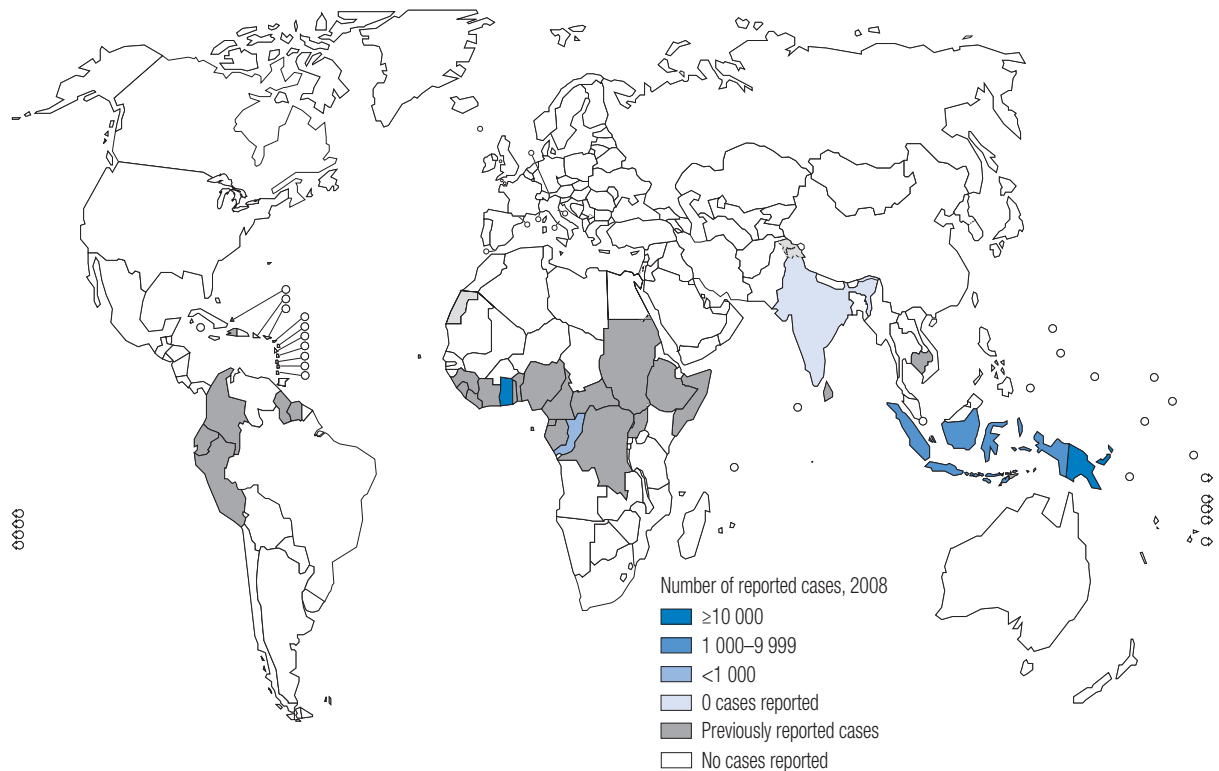 Number of reported cases, 2008
≥10 000
1 000–9 999
<1 000
0 cases reported
Previously reported cases
No cases reported